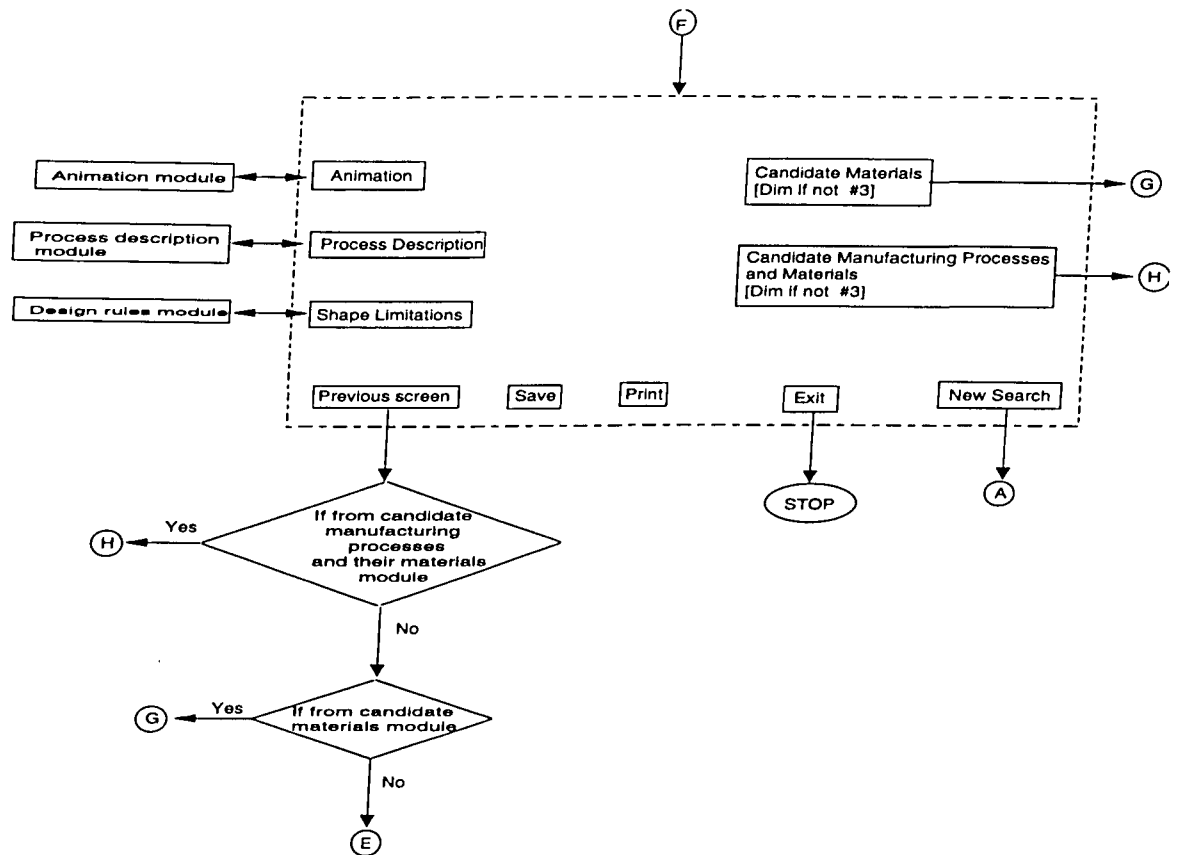 F
Animation module
Animation
Candidate Materials
[Dim if not #3]
G
Process description
module
Process Description
Candidate Manufacturing Processes
and Materials
[Dim if not #3]
H
Design rules module
Shape Limitations
Previous screen
Save
Print
Exit
New Search
STOP
A
If from candidate
manufacturing
processes
and their materials
module
Yes
H
No
If from candidate
materials module
Yes
G
No
E